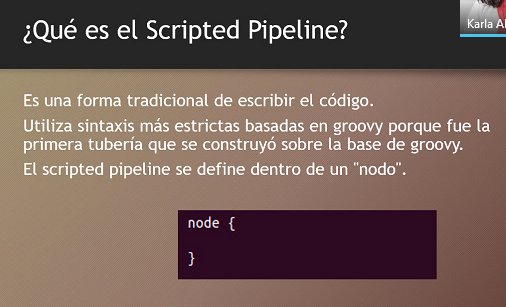 ¿Qué es el Scripted Pipeline?
Karla
Es una forma tradicional de escribir el código.
Utiliza sintaxis más estrictas basadas en groovy porque fue la
primera tubería que se construyó sobre la base de groovy.
El scripted pipeline se define dentro de un "nodo".
node {
}